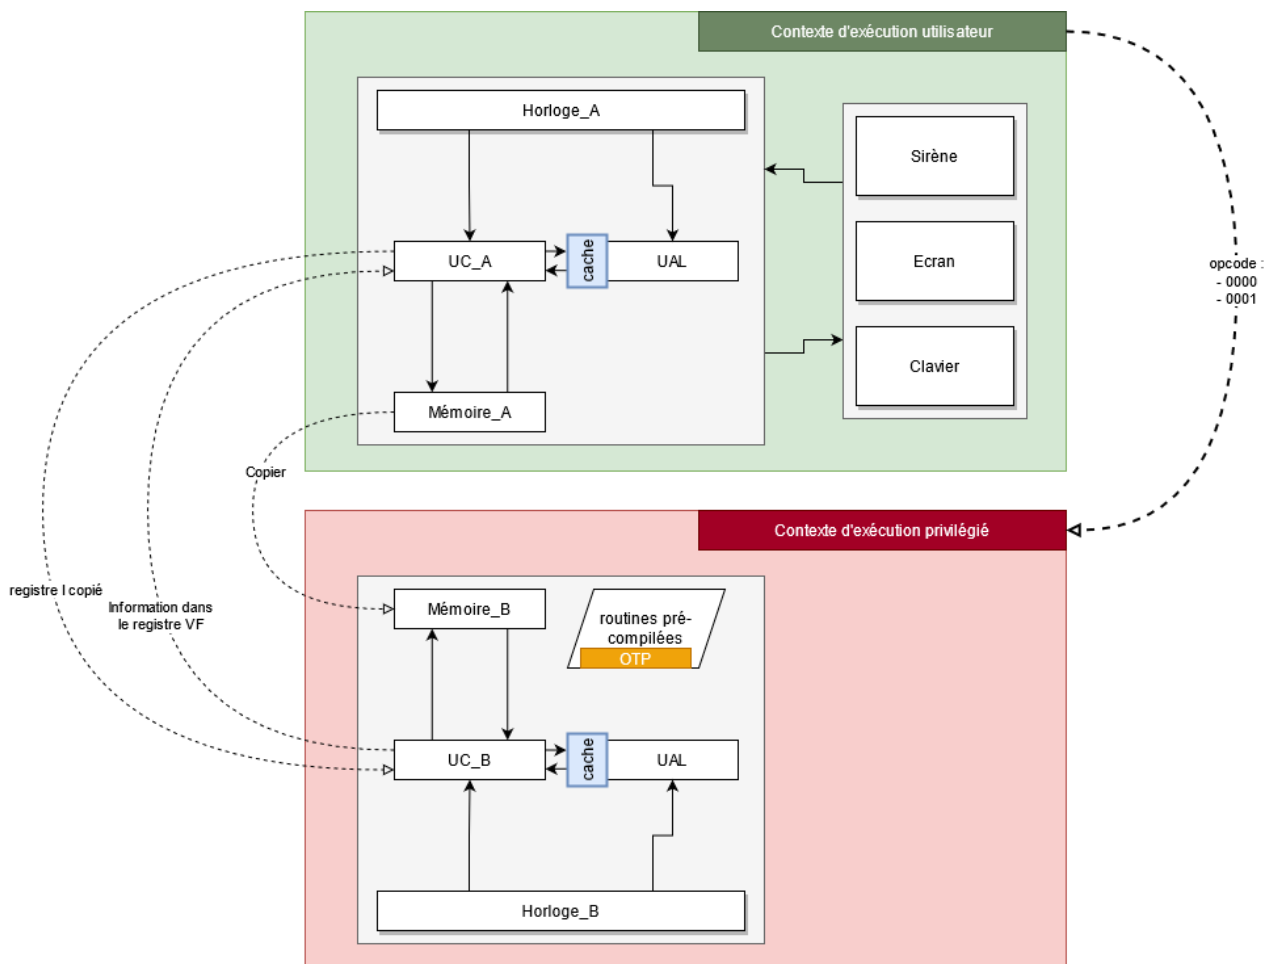 Contexte d'exécution utilisateur
Horloge_A
Sirène
UC_A
cache
UAL
Ecran
opcode :
- 0000
- 0001
Clavier
Mémoire_A
Copier
Contexte d'exécution privilégié
registre I copié
Information dans
le registre VF
Mémoire_B
routines pré-
compilées
OTP
UC_B
cache
UAL
Horloge_B